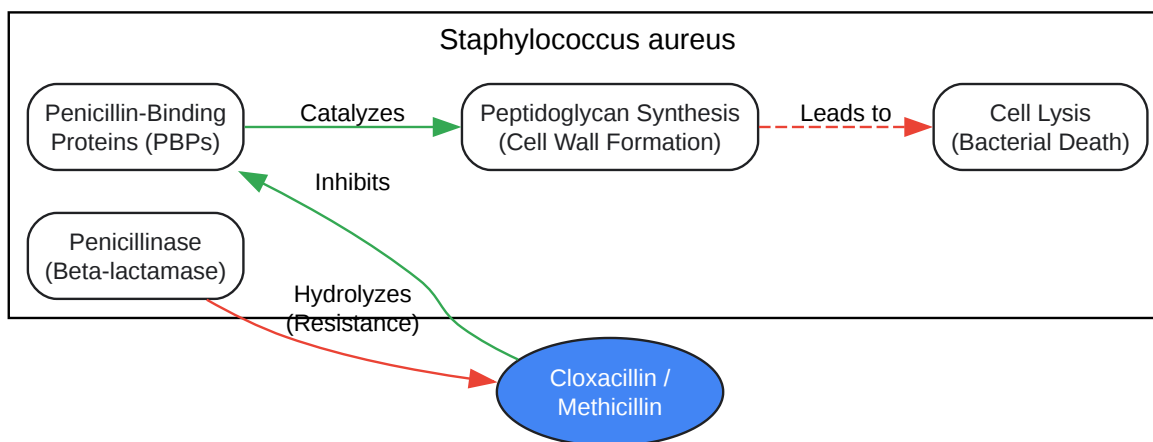 Staphylococcus aureus
Penicillin-Binding
Proteins (PBPs)
Catalyzes
Peptidoglycan Synthesis
(Cell Wall Formation)
Leads to
Cell Lysis
(Bacterial Death)
Inhibits
Penicillinase
(Beta-lactamase)
Hydrolyzes
(Resistance)
Cloxacillin /
Methicillin